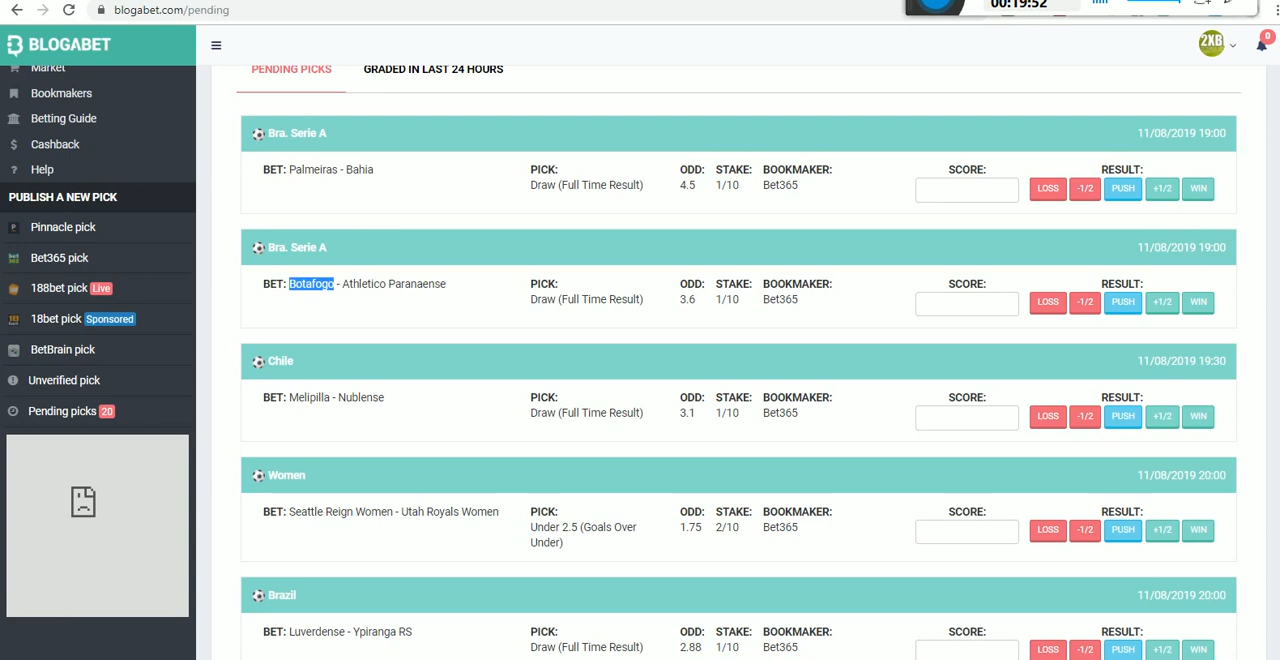 00:19:52
blogabet.com/pending
BLOGABET
2XB
0
Market
Bookmakers
Betting Guide
$ Cashback
? Help
PUBLISH A NEW PICK
P Pinnacle pick
bet365 Bet365 pick
188bet pick Live
18bet pick Sponsored
BetBrain pick
Unverified pick
Pending picks 20
PENDING PICKS GRADED IN LAST 24 HOURS
Bra. Serie A 11/08/2019 19:00
BET: Palmeiras - Bahia PICK: ODD: STAKE: BOOKMAKER: SCORE: RESULT:
Draw (Full Time Result) 4.5 1/10 Bet365 LOSS -1/2 PUSH +1/2 WIN
Bra. Serie A 11/08/2019 19:00
BET: Botafogo - Athletico Paranaense PICK: ODD: STAKE: BOOKMAKER: SCORE: RESULT:
Draw (Full Time Result) 3.6 1/10 Bet365 LOSS -1/2 PUSH +1/2 WIN
Chile 11/08/2019 19:30
BET: Melipilla - Nublense PICK: ODD: STAKE: BOOKMAKER: SCORE: RESULT:
Draw (Full Time Result) 3.1 1/10 Bet365 LOSS -1/2 PUSH +1/2 WIN
Women 11/08/2019 20:00
BET: Seattle Reign Women - Utah Royals Women PICK: ODD: STAKE: BOOKMAKER: SCORE: RESULT:
Under 2.5 (Goals Over 1.75 2/10 Bet365 LOSS -1/2 PUSH +1/2 WIN
Under)
Brazil 11/08/2019 20:00
BET: Luverdense - Ypiranga RS PICK: ODD: STAKE: BOOKMAKER: SCORE: RESULT:
Draw (Full Time Result) 2.88 1/10 Bet365 LOSS -1/2 PUSH +1/2 WIN